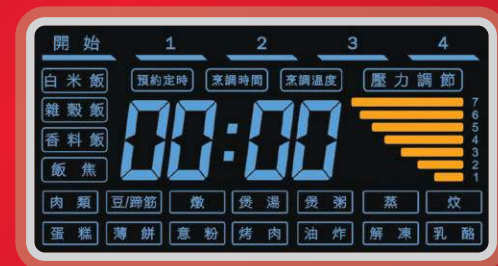 開始 1 2 3 4
白米飯 預約定時 烹調時間 烹調溫度 壓力調節
雜穀飯
香料飯
飯焦
00:00
7
6
5
4
3
2
1
肉類 豆/蹄筋 燉 煲湯 煲粥 蒸 炆
蛋糕 薄餅 意粉 烤肉 油炸 解凍 乳酪